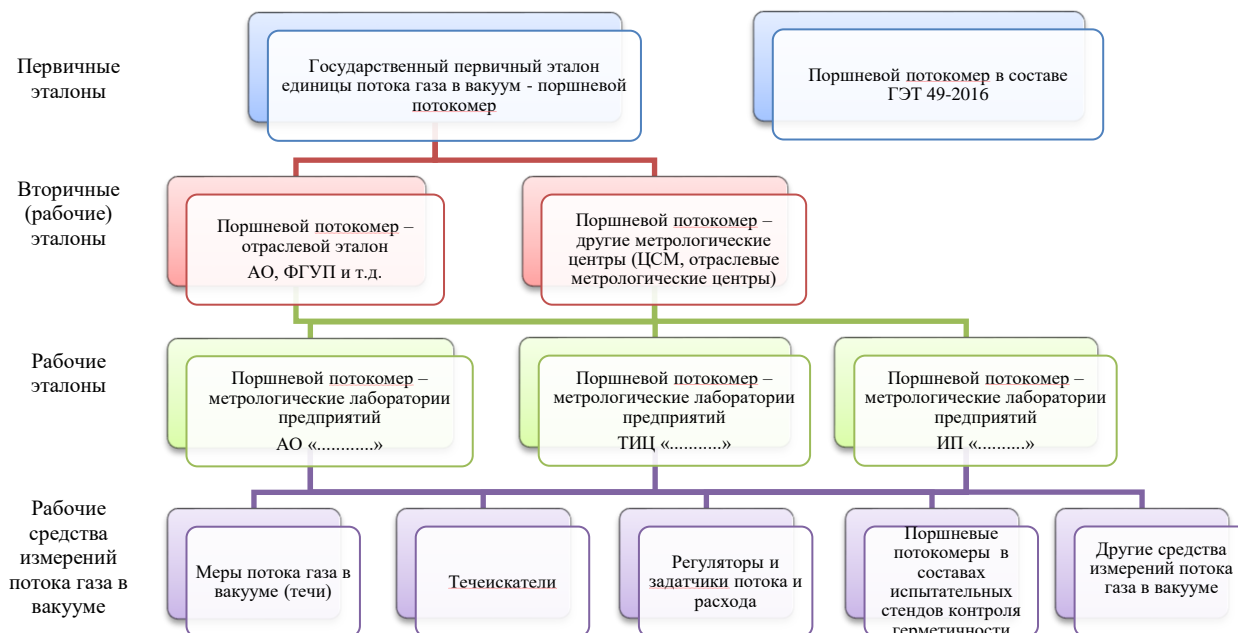 Первичные
эталоны
Государственный первичный эталон
единицы потока газа в вакуум - поршневой
потокомер
Поршневой потокомер в составе
ГЭТ 49-2016
Вторичные
(рабочие)
эталоны
Поршневой потокомер –
отраслевой эталон
АО, ФГУП и т.д.
Поршневой потокомер –
другие метрологические
центры (ЦСМ, отраслевые
метрологические центры)
Рабочие
эталоны
Поршневой потокомер –
метрологические лаборатории
предприятий
АО «............»
Поршневой потокомер –
метрологические лаборатории
предприятий
ТИЦ «...........»
Поршневой потокомер –
метрологические лаборатории
предприятий
ИП «..........»
Рабочие
средства
измерений
потока газа в
вакууме
Меры потока газа в
вакууме (течи)
Течеискатели
Регуляторы и
задатчики потока и
расхода
Поршневые
потокомеры в
составах
испытательных
стендов контроля
герметичности
Другие средства
измерений потока
газа в вакууме